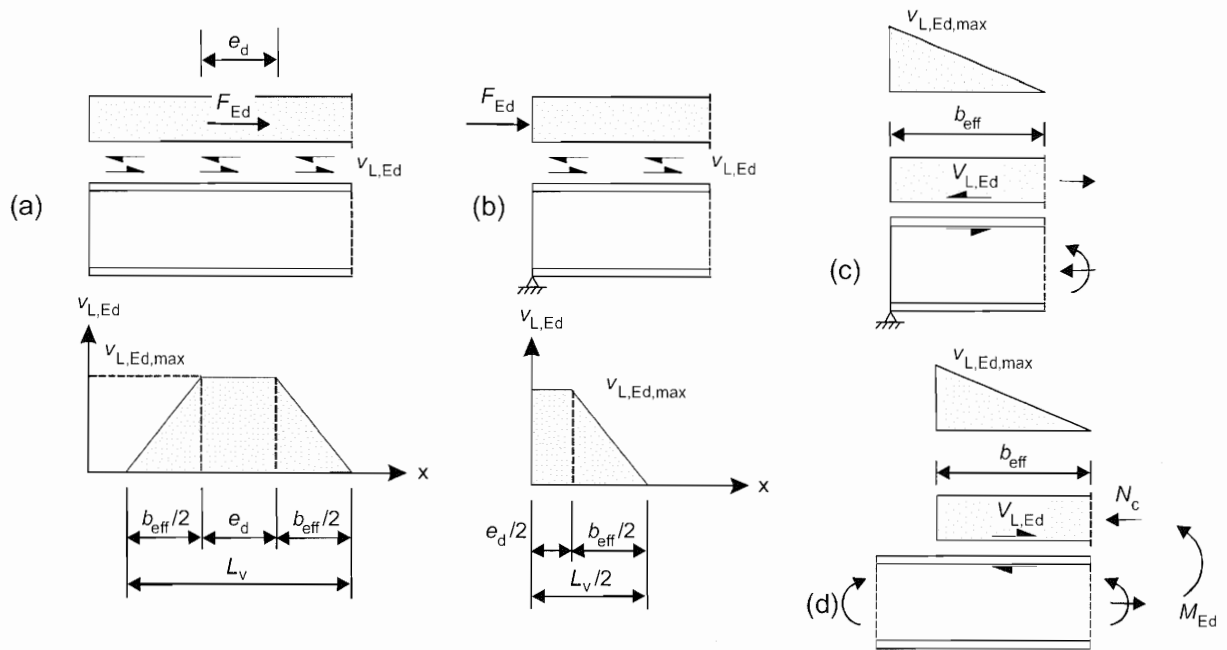 (a)
e_d
F_Ed
v_L,Ed
v_L,Ed
v_L,Ed,max
x
b_eff/2
e_d
b_eff/2
L_v
(b)
F_Ed
v_L,Ed
v_L,Ed
v_L,Ed,max
x
e_d/2
b_eff/2
L_v/2
(c)
v_L,Ed,max
b_eff
V_L,Ed
(d)
v_L,Ed,max
b_eff
N_c
V_L,Ed
M_Ed